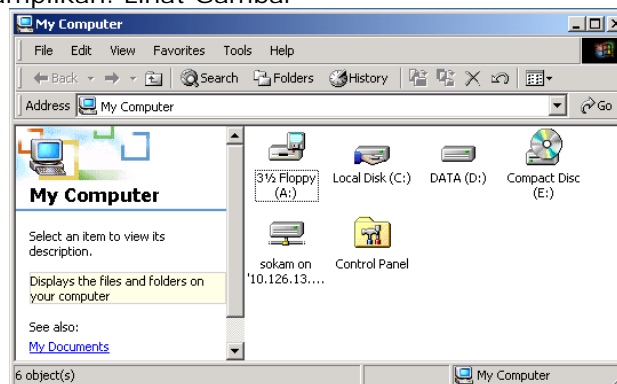 amplikan? Lihat Gambar
My Computer
File Edit View Favorites Tools Help
Back Search Folders History
Address My Computer Go
3½ Floppy (A:)
Local Disk (C:)
DATA (D:)
Compact Disc (E:)
My Computer
Select an item to view its
description.
Displays the files and folders on
your computer
See also:
My Documents
sokam on
'10.126.13....
Control Panel
6 object(s) My Computer